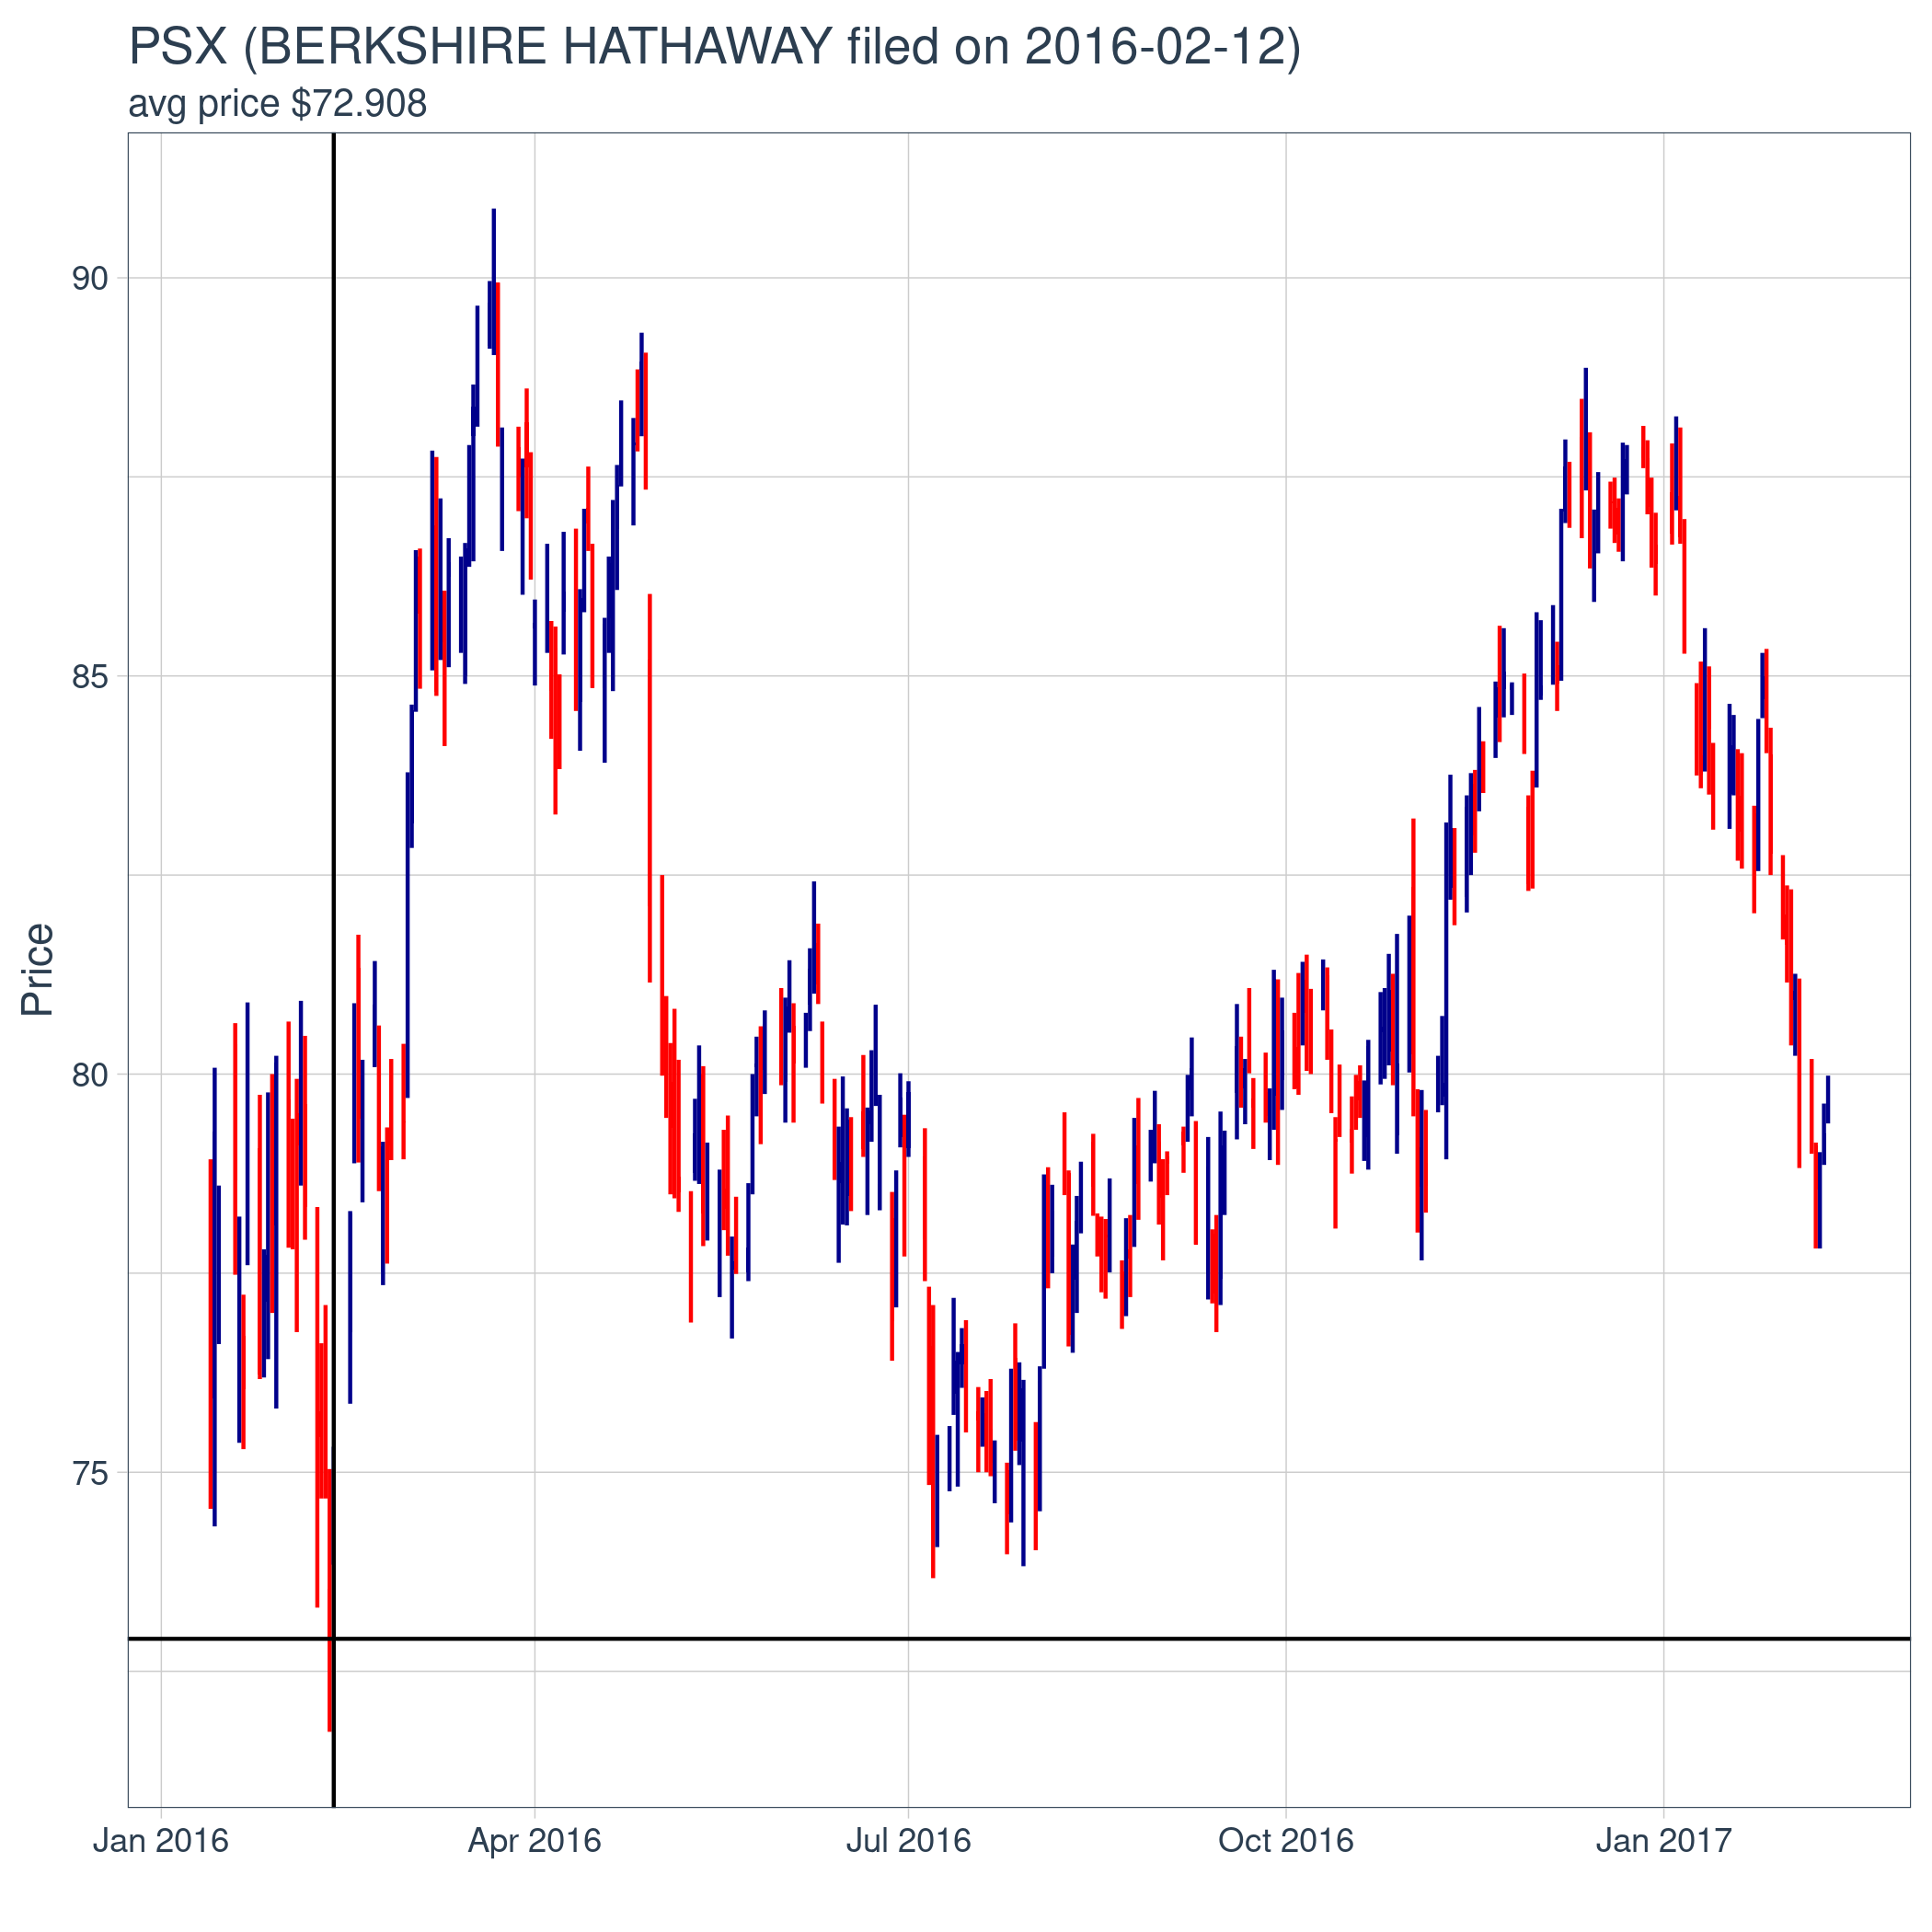 PSX (BERKSHIRE HATHAWAY filed on 2016-02-12)
avg price $72.908
Price
90
85
80
75
Jan 2016 Apr 2016 Jul 2016 Oct 2016 Jan 2017